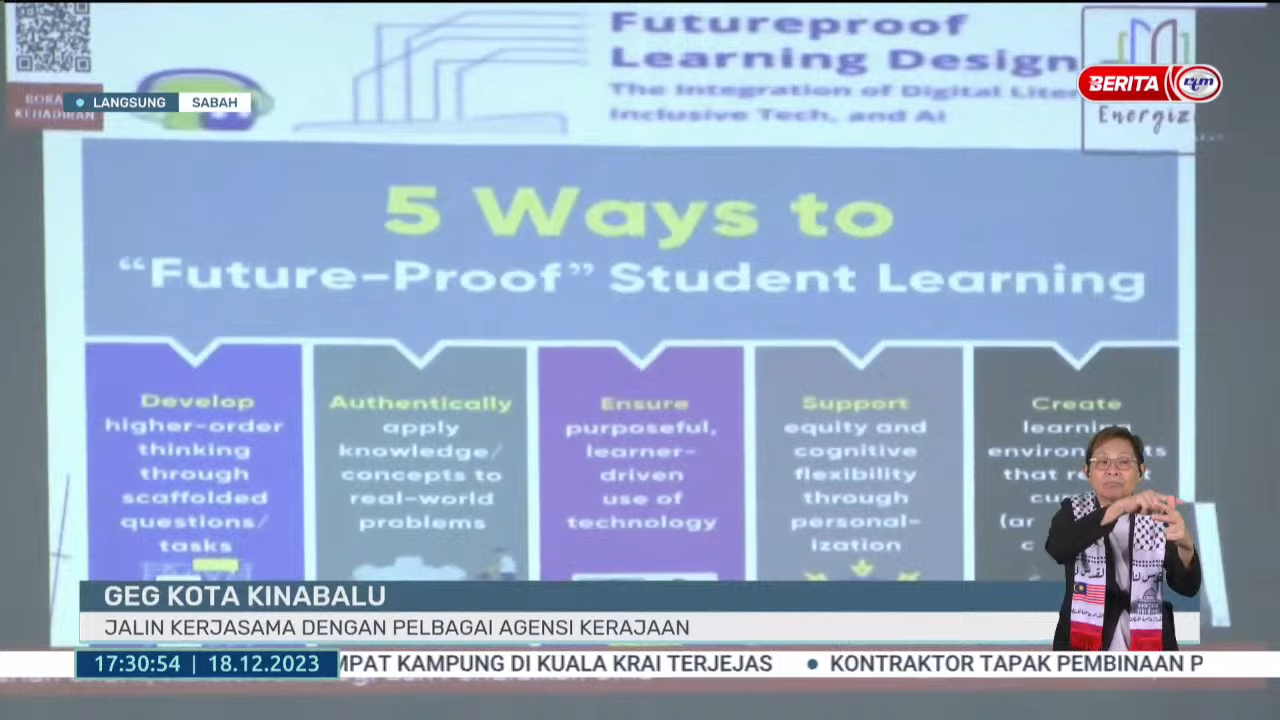 Futureproof
Learning Design
The Integration of Digital
Inclusive Tech, and AI
Energiz
KEHADIRAN
LANGSUNG
SABAH
BERITA
RTM
5 Ways to
“Future-Proof” Student Learning
Develop
higher-order
thinking
through
scaffolded
questions/
tasks
Authentically
apply
knowledge/
concepts to
real-world
problems
Ensure
purposeful,
learner-
driven
use of
technology
Support
equity and
cognitive
flexibility
through
personal-
ization
Create
learning
that
GEG KOTA KINABALU
JALIN KERJASAMA DENGAN PELBAGAI AGENSI KERAJAAN
17:30:54 | 18.12.2023
MPAT KAMPUNG DI KUALA KRAI TERJEJAS • KONTRAKTOR TAPAK PEMBINAAN P